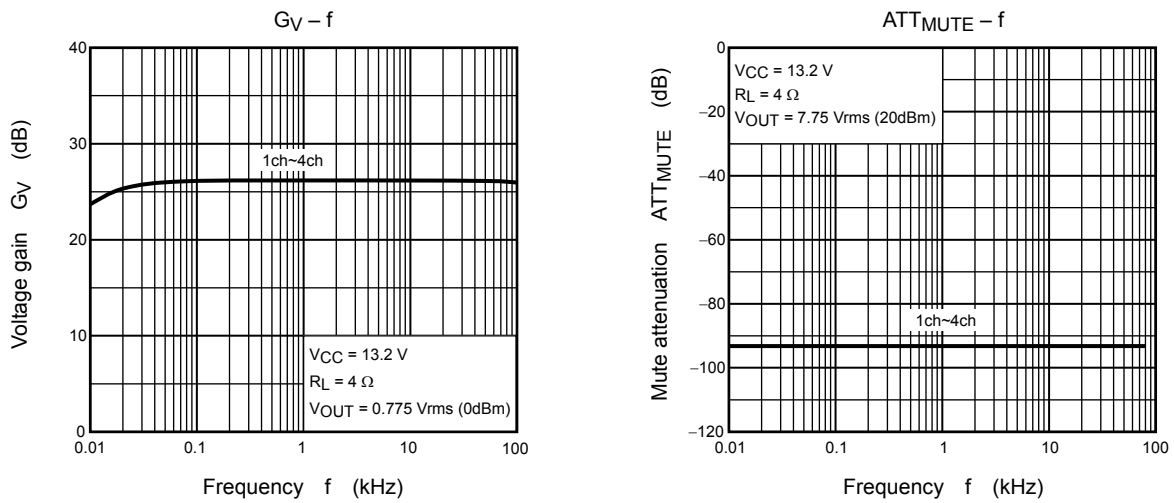 GV – f
40
30
20
10
0
Voltage gain GV (dB)
1ch~4ch
VCC = 13.2 V
RL = 4 Ω
VOUT = 0.775 Vrms (0dBm)
0.01
0.1
1
10
100
Frequency f (kHz)
ATTMUTE – f
0
−20
−40
−60
−80
−100
−120
Mute attenuation ATTMUTE (dB)
VCC = 13.2 V
RL = 4 Ω
VOUT = 7.75 Vrms (20dBm)
1ch~4ch
0.01
0.1
1
10
100
Frequency f (kHz)